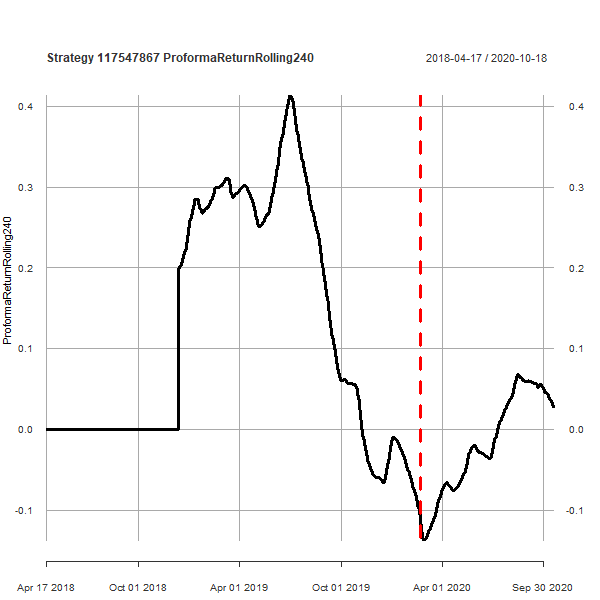 Strategy 117547867 ProformaReturnRolling240
2018-04-17 / 2020-10-18
ProformaReturnRolling240
0.4
0.3
0.2
0.1
0.0
-0.1
0.4
0.3
0.2
0.1
0.0
-0.1
Apr 17 2018
Oct 01 2018
Apr 01 2019
Oct 01 2019
Apr 01 2020
Sep 30 2020